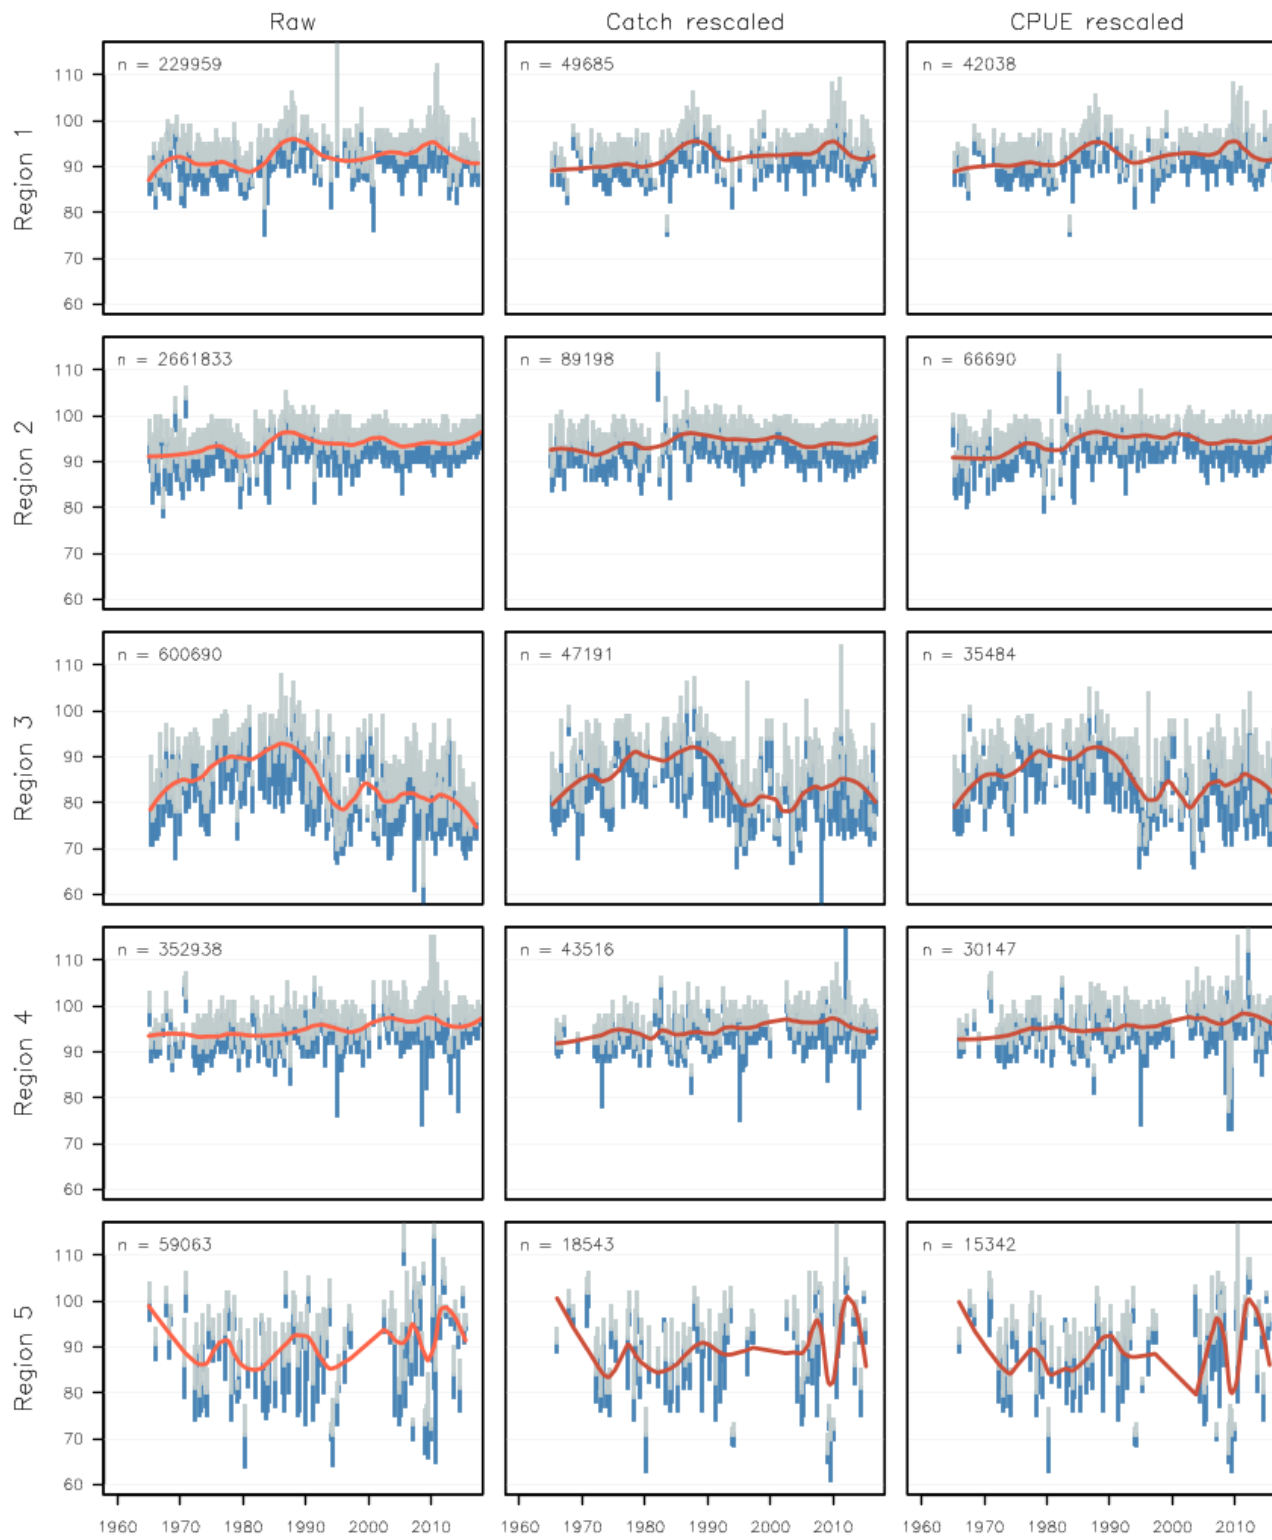 Raw Catch rescaled CPUE rescaled
n = 229959 n = 49685 n = 42038
110
100
90
80
70
60
Region 1
n = 2661833 n = 89198 n = 66690
110
100
90
80
70
60
Region 2
n = 600690 n = 47191 n = 35484
110
100
90
80
70
60
Region 3
n = 352938 n = 43516 n = 30147
110
100
90
80
70
60
Region 4
n = 59063 n = 18543 n = 15342
110
100
90
80
70
60
Region 5
1960 1970 1980 1990 2000 2010 1960 1970 1980 1990 2000 2010 1960 1970 1980 1990 2000 2010